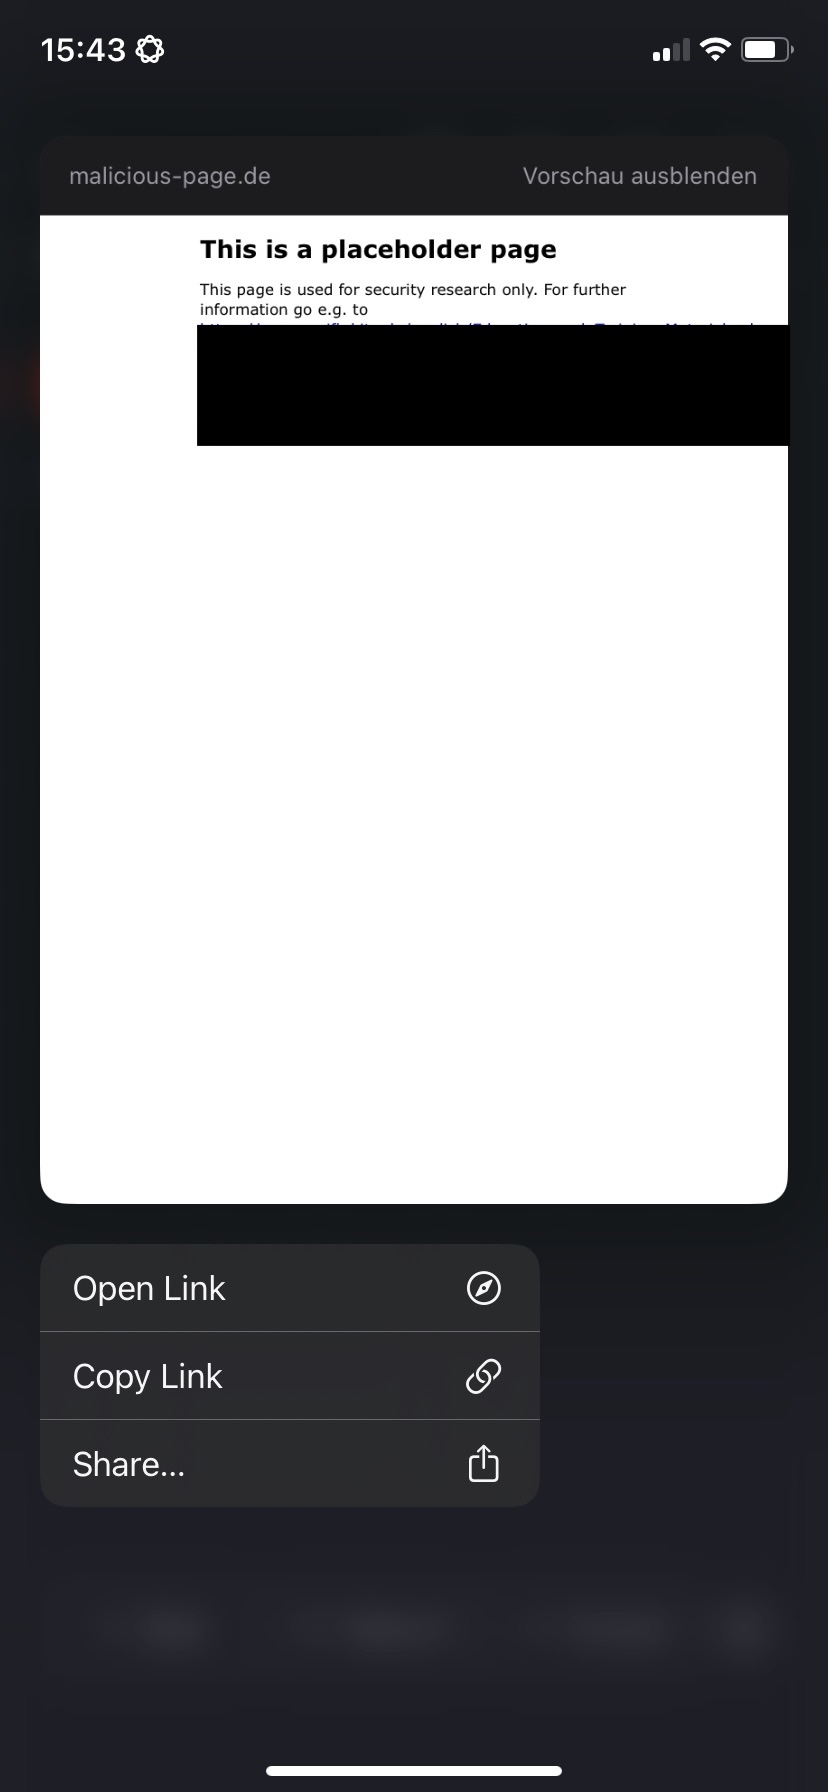 15:43
malicious-page.de
Vorschau ausblenden
This is a placeholder page
This page is used for security research only. For further
information go e.g. to
Open Link
Copy Link
Share...